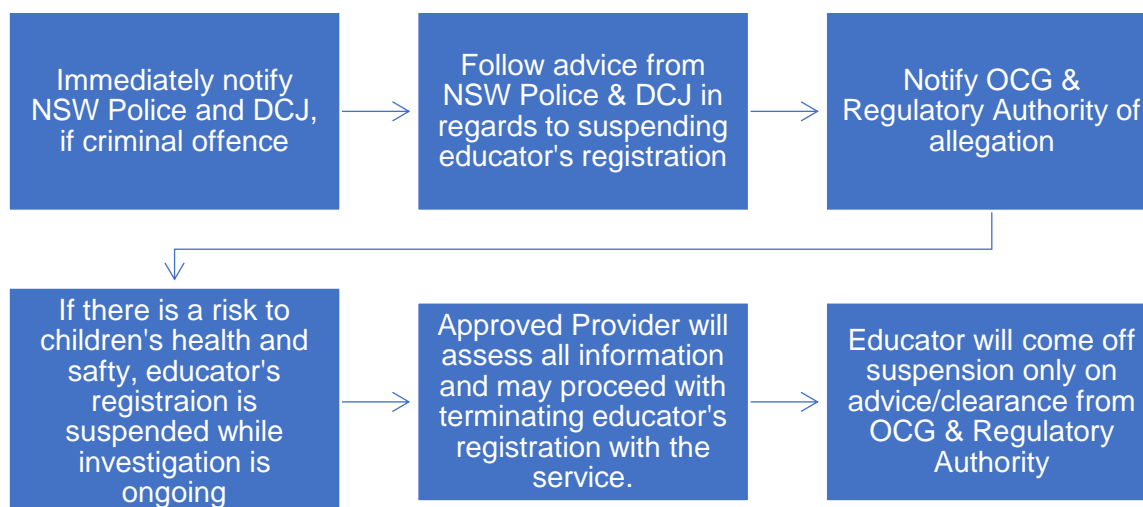 Immediately notify
NSW Police and DCJ,
if criminal offence
Follow advice from
NSW Police & DCJ in
regards to suspending
educator's registration
Notify OCG &
Regulatory Authority of
allegation
If there is a risk to
children's health and
safty, educator's
registraion is
suspended while
investigation is
ongoing
Approved Provider will
assess all information
and may proceed with
terminating educator's
registration with the
service.
Educator will come off
suspension only on
advice/clearance from
OCG & Regulatory
Authority